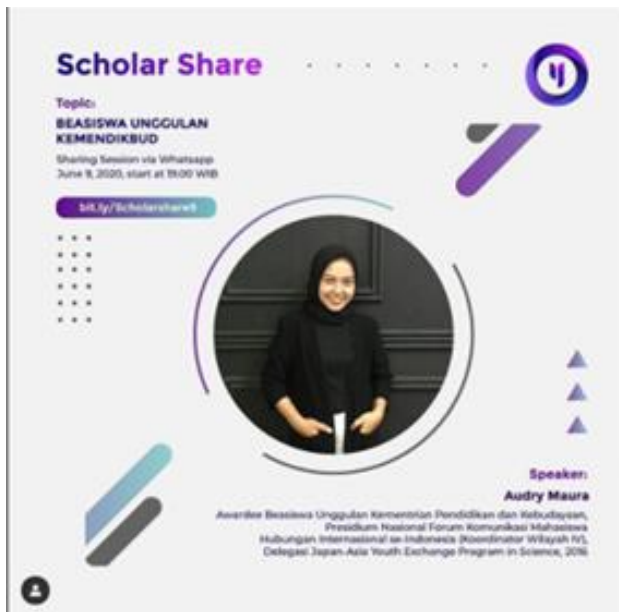 Scholar Share
Topic:
BEASISWA UNGGULAN
KEMENDIKBUD
Sharing Session via Whatsapp
June 9, 2020, start at 19.00 WIB
bit.ly/Scholarshare9
Speaker:
Audry Maura
Awardee Beasiswa Unggulan Kementrian Pendidikan dan Kebudayaan,
Presidium Nasional Forum Komunikasi Mahasiswa
Hubungan Internasional se-Indonesia (Koordinator Wilayah IV),
Delegasi Japan-Asia Youth Exchange Program in Science, 2016